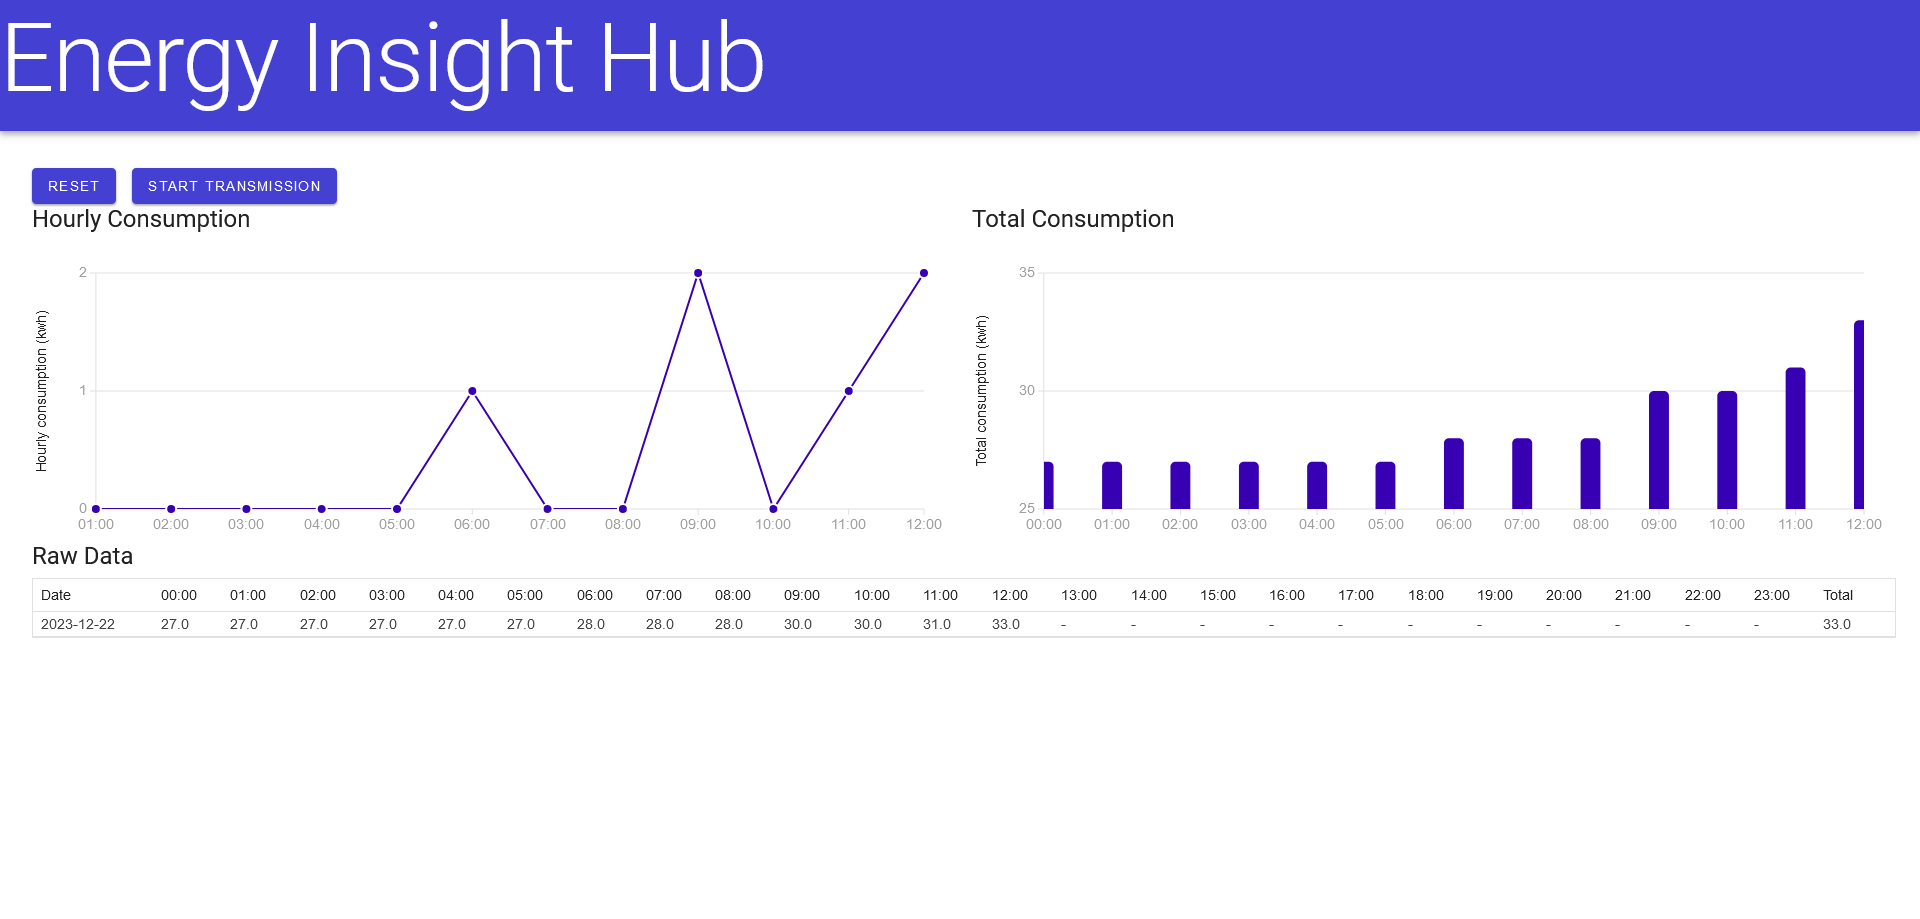 Energy Insight Hub
RESET START TRANSMISSION
Hourly Consumption
2
1
0
Hourly consumption (kwh)
01:00 02:00 03:00 04:00 05:00 06:00 07:00 08:00 09:00 10:00 11:00 12:00
Total Consumption
35
30
25
Total consumption (kwh)
00:00 01:00 02:00 03:00 04:00 05:00 06:00 07:00 08:00 09:00 10:00 11:00 12:00
Raw Data
Date 00:00 01:00 02:00 03:00 04:00 05:00 06:00 07:00 08:00 09:00 10:00 11:00 12:00 13:00 14:00 15:00 16:00 17:00 18:00 19:00 20:00 21:00 22:00 23:00 Total
2023-12-22 27.0 27.0 27.0 27.0 27.0 27.0 28.0 28.0 28.0 30.0 30.0 31.0 33.0 - - - - - - - - - - - 33.0